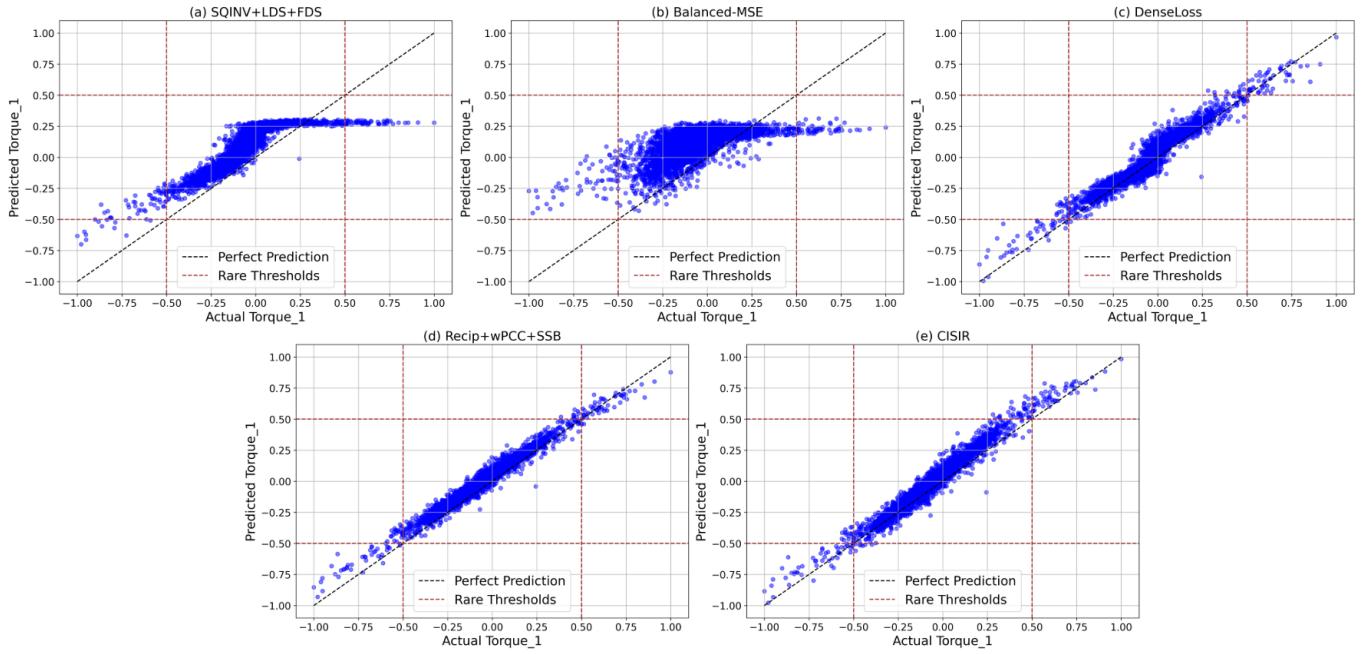 (a) SQINV+LDS+FDS
1.00
0.75
0.50
0.25
0.00
−0.25
−0.50
−0.75
−1.00
Predicted Torque_1
Perfect Prediction
Rare Thresholds
−1.00 −0.75 −0.50 −0.25 0.00 0.25 0.50 0.75 1.00
Actual Torque_1
(b) Balanced-MSE
1.00
0.75
0.50
0.25
0.00
−0.25
−0.50
−0.75
−1.00
Predicted Torque_1
Perfect Prediction
Rare Thresholds
−1.00 −0.75 −0.50 −0.25 0.00 0.25 0.50 0.75 1.00
Actual Torque_1
(c) DenseLoss
1.00
0.75
0.50
0.25
0.00
−0.25
−0.50
−0.75
−1.00
Predicted Torque_1
Perfect Prediction
Rare Thresholds
−1.00 −0.75 −0.50 −0.25 0.00 0.25 0.50 0.75 1.00
Actual Torque_1
(d) Recip+wPCC+SSB
1.00
0.75
0.50
0.25
0.00
−0.25
−0.50
−0.75
−1.00
Predicted Torque_1
Perfect Prediction
Rare Thresholds
−1.00 −0.75 −0.50 −0.25 0.00 0.25 0.50 0.75 1.00
Actual Torque_1
(e) CISIR
1.00
0.75
0.50
0.25
0.00
−0.25
−0.50
−0.75
−1.00
Predicted Torque_1
Perfect Prediction
Rare Thresholds
−1.00 −0.75 −0.50 −0.25 0.00 0.25 0.50 0.75 1.00
Actual Torque_1